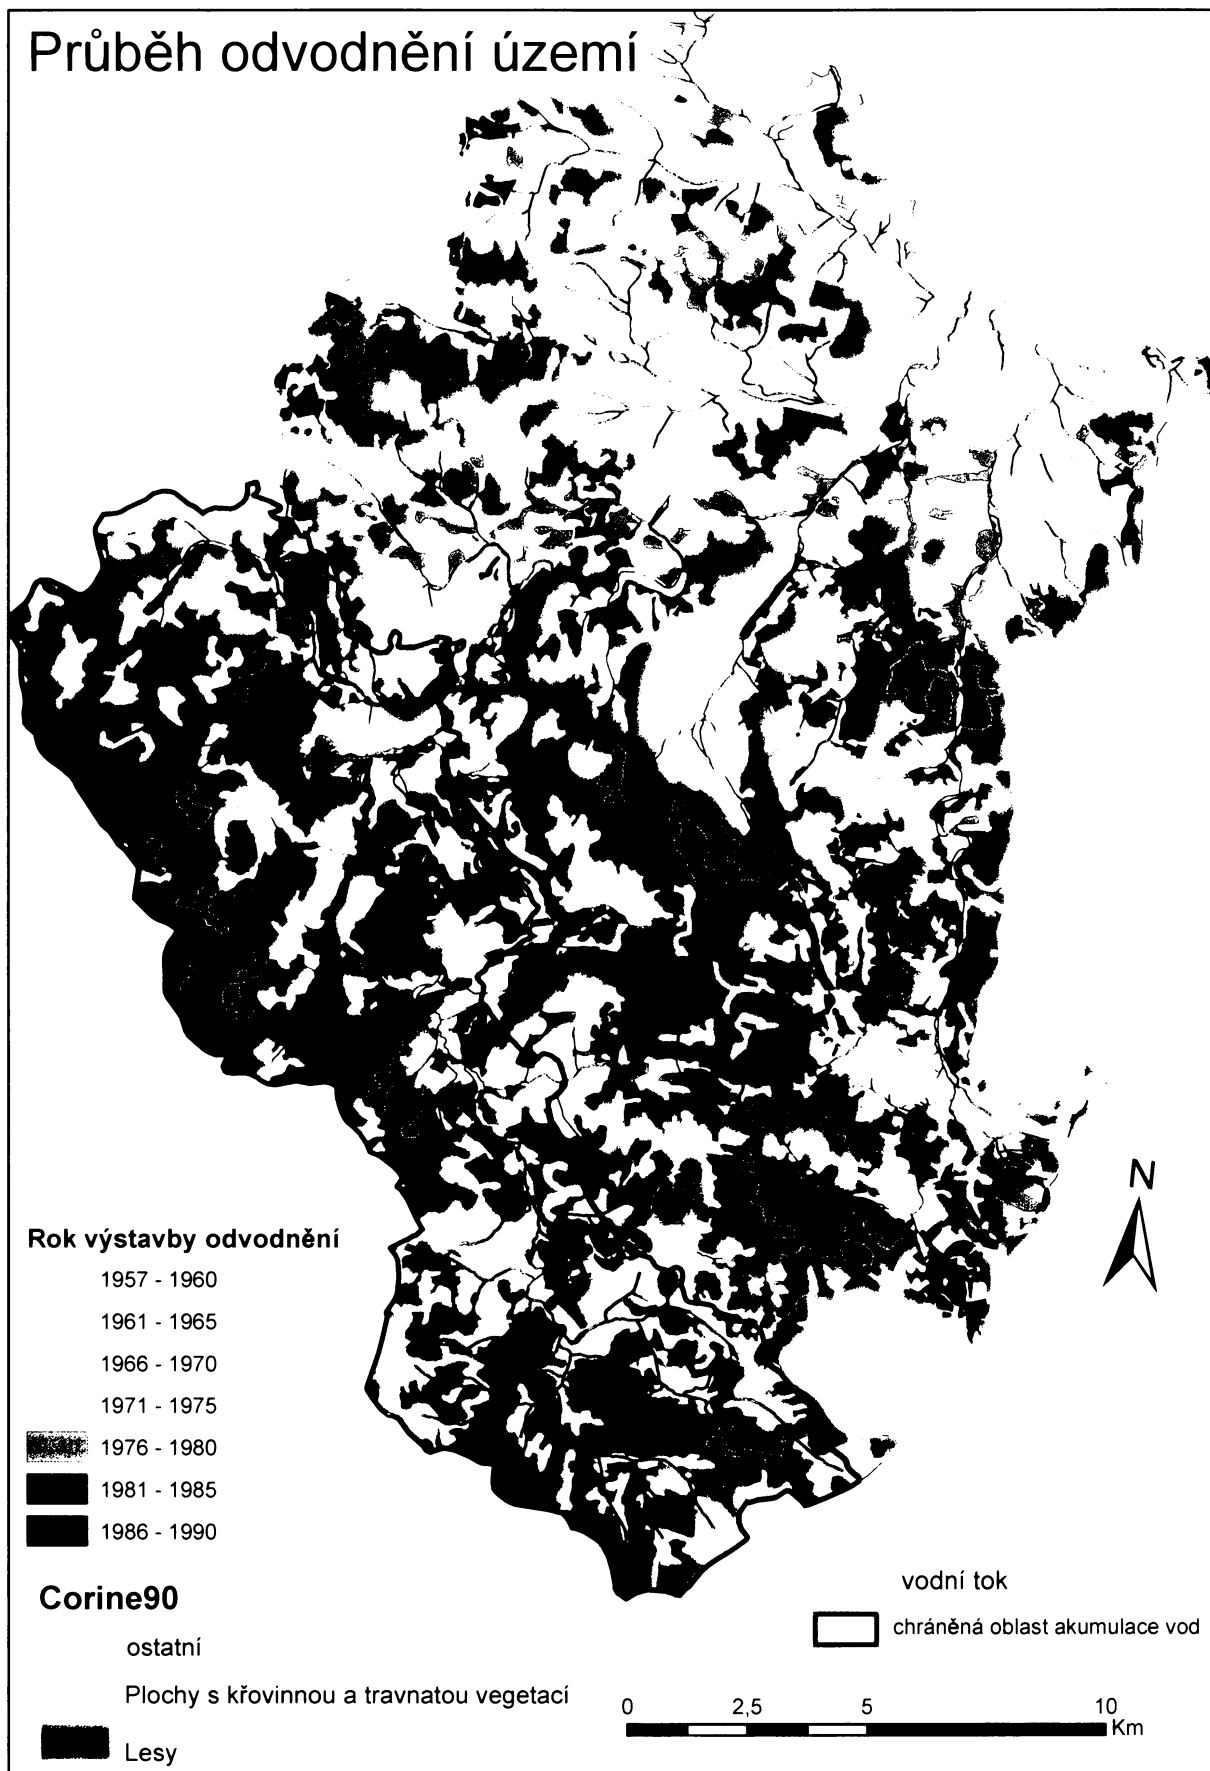 Průběh odvodnění území
N
Rok výstavby odvodnění
1957 - 1960
1961 - 1965
1966 - 1970
1971 - 1975
1976 - 1980
1981 - 1985
1986 - 1990
Corine90
ostatní
Plochy s křovinnou a travnatou vegetací
Lesy
vodní tok
chráněná oblast akumulace vod
0 2,5 5 10
Km